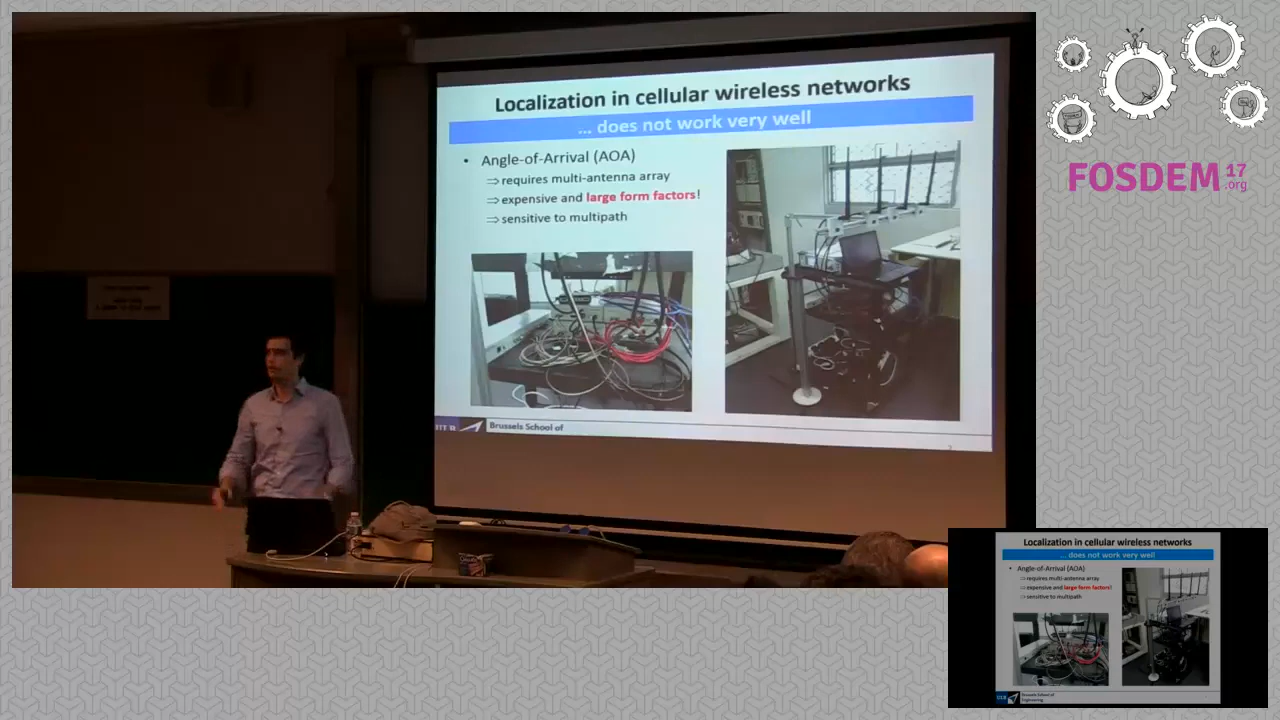 Localization in cellular wireless networks
... does not work very well
• Angle-of-Arrival (AOA)
⇒ requires multi-antenna array
⇒ expensive and large form factors!
⇒ sensitive to multipath
Brussels School of
FOSDEM 17
.org
Localization in cellular wireless networks
... does not work very well
• Angle-of-Arrival (AOA)
⇒ requires multi-antenna array
⇒ expensive and large form factors!
⇒ sensitive to multipath
ULB
Brussels School of
Engineering